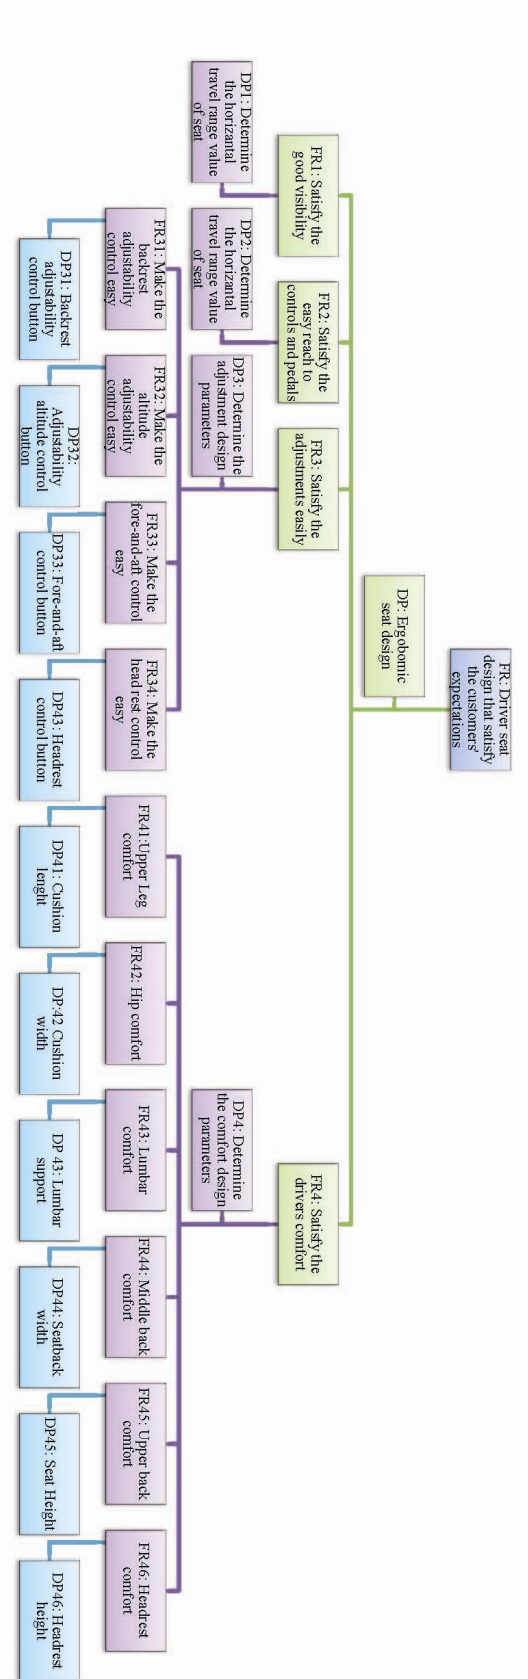 FR: Driver seat
design that satisfy
the customers'
expectations
DP: Ergobomic
seat design
FR1: Satisfy the
good visibility
FR2: Satisfy the
easy reach to
controls and pedals
FR3: Satisfy the
adjustments easily
FR4: Satisfy the
drivers comfort
DP1: Determine
the horizantal
travel range value
of seat
DP2: Determine
the horizantal
travel range value
of seat
DP3: Determine the
adjustment design
parameters
DP4: Determine
the comfort design
parameters
FR31: Make the
backrest
adjustability
control easy
FR32: Make the
altitude
adjustability
control easy
FR33: Make the
fore-and-aft control
easy
FR34: Make the
head rest control
easy
FR41:Upper Leg
comfort
FR42: Hip comfort
FR43: Lumbar
comfort
FR44: Middle back
comfort
FR45: Upper back
comfort
FR46: Headrest
comfort
DP31: Backrest
adjustability
control button
DP32:
Adjustability
altitude control
button
DP33: Fore-and-aft
control button
DP43: Headrest
control button
DP41: Cushion
lenght
DP:42 Cushion
width
DP 43: Lumbar
support
DP44: Seatback
width
DP45: Seat Height
DP46: Headrest
height